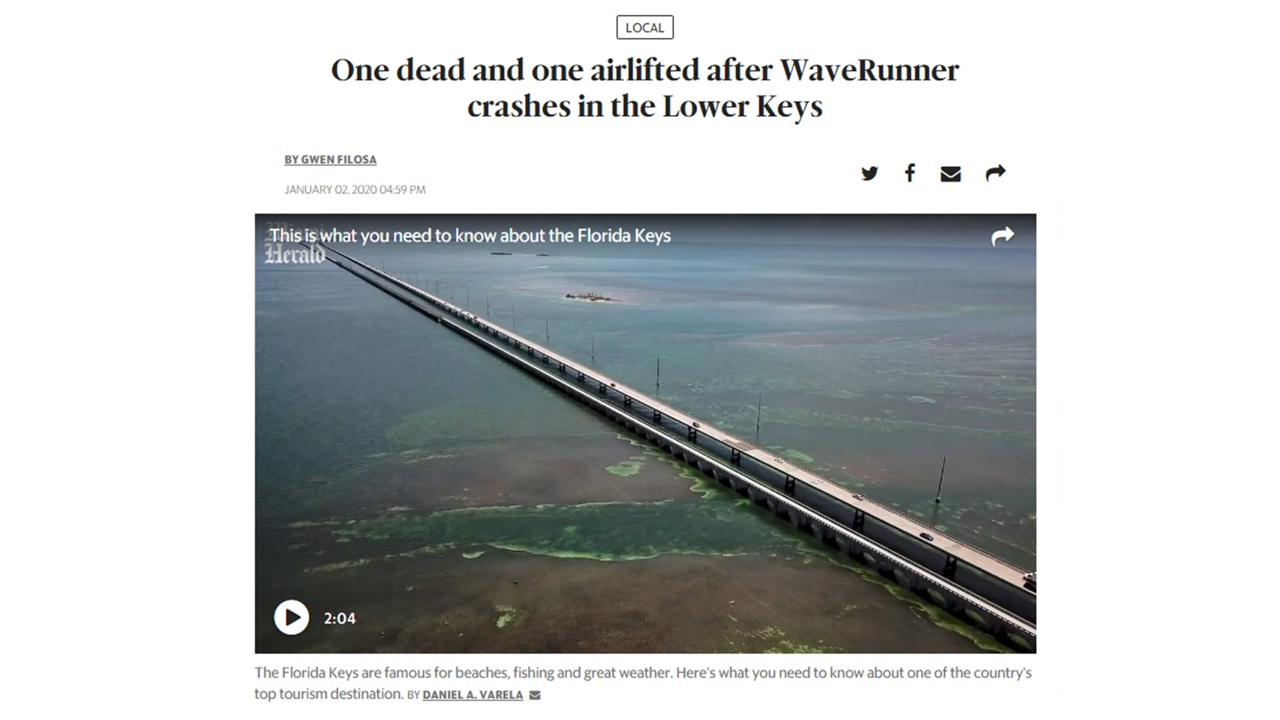 LOCAL
One dead and one airlifted after WaveRunner
crashes in the Lower Keys
BY GWEN FILOSA
JANUARY 02, 2020 04:59 PM
This is what you need to know about the Florida Keys
Miami
Herald
2:04
The Florida Keys are famous for beaches, fishing and great weather. Here's what you need to know about one of the country's
top tourism destination. BY DANIEL A. VARELA